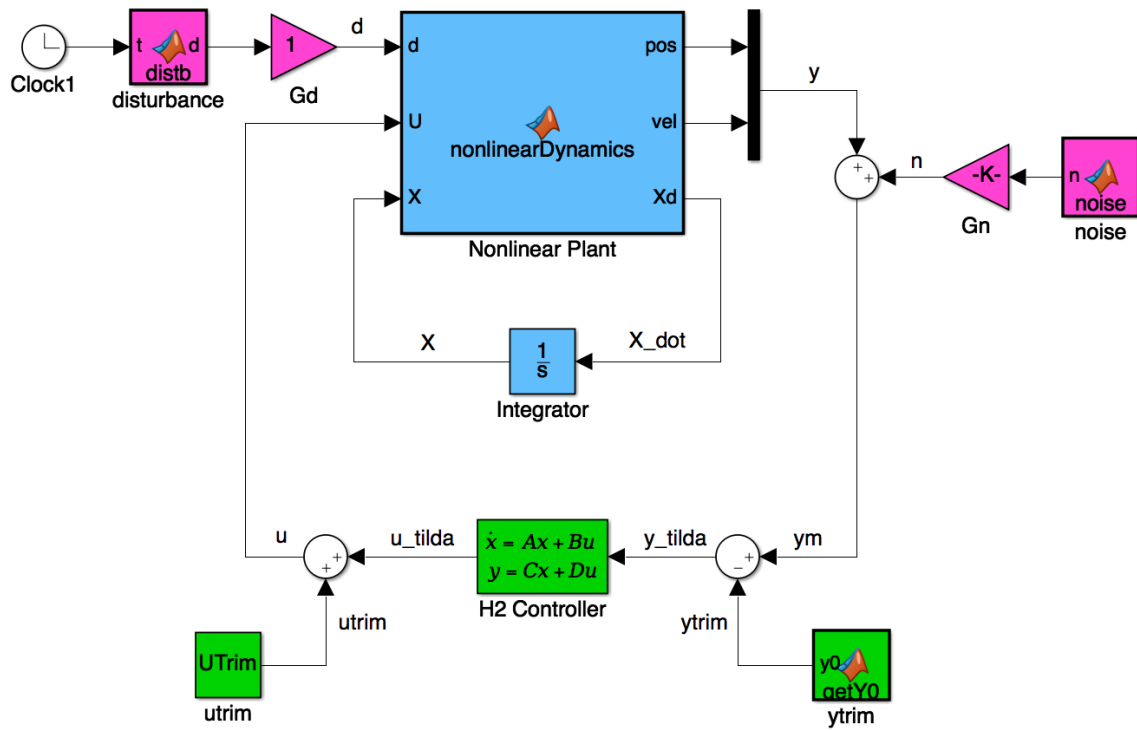 Clock1
t d
distb
disturbance
1
Gd
d
d
U
X
pos
vel
Xd
nonlinearDynamics
Nonlinear Plant
y
+
+
n
-K-
Gn
n
noise
noise
X
1
s
Integrator
X_dot
u
+
+
u_tilda
ẋ = Ax + Bu
y = Cx + Du
H2 Controller
y_tilda
+
−
ym
utrim
UTrim
utrim
ytrim
y0
getY0
ytrim